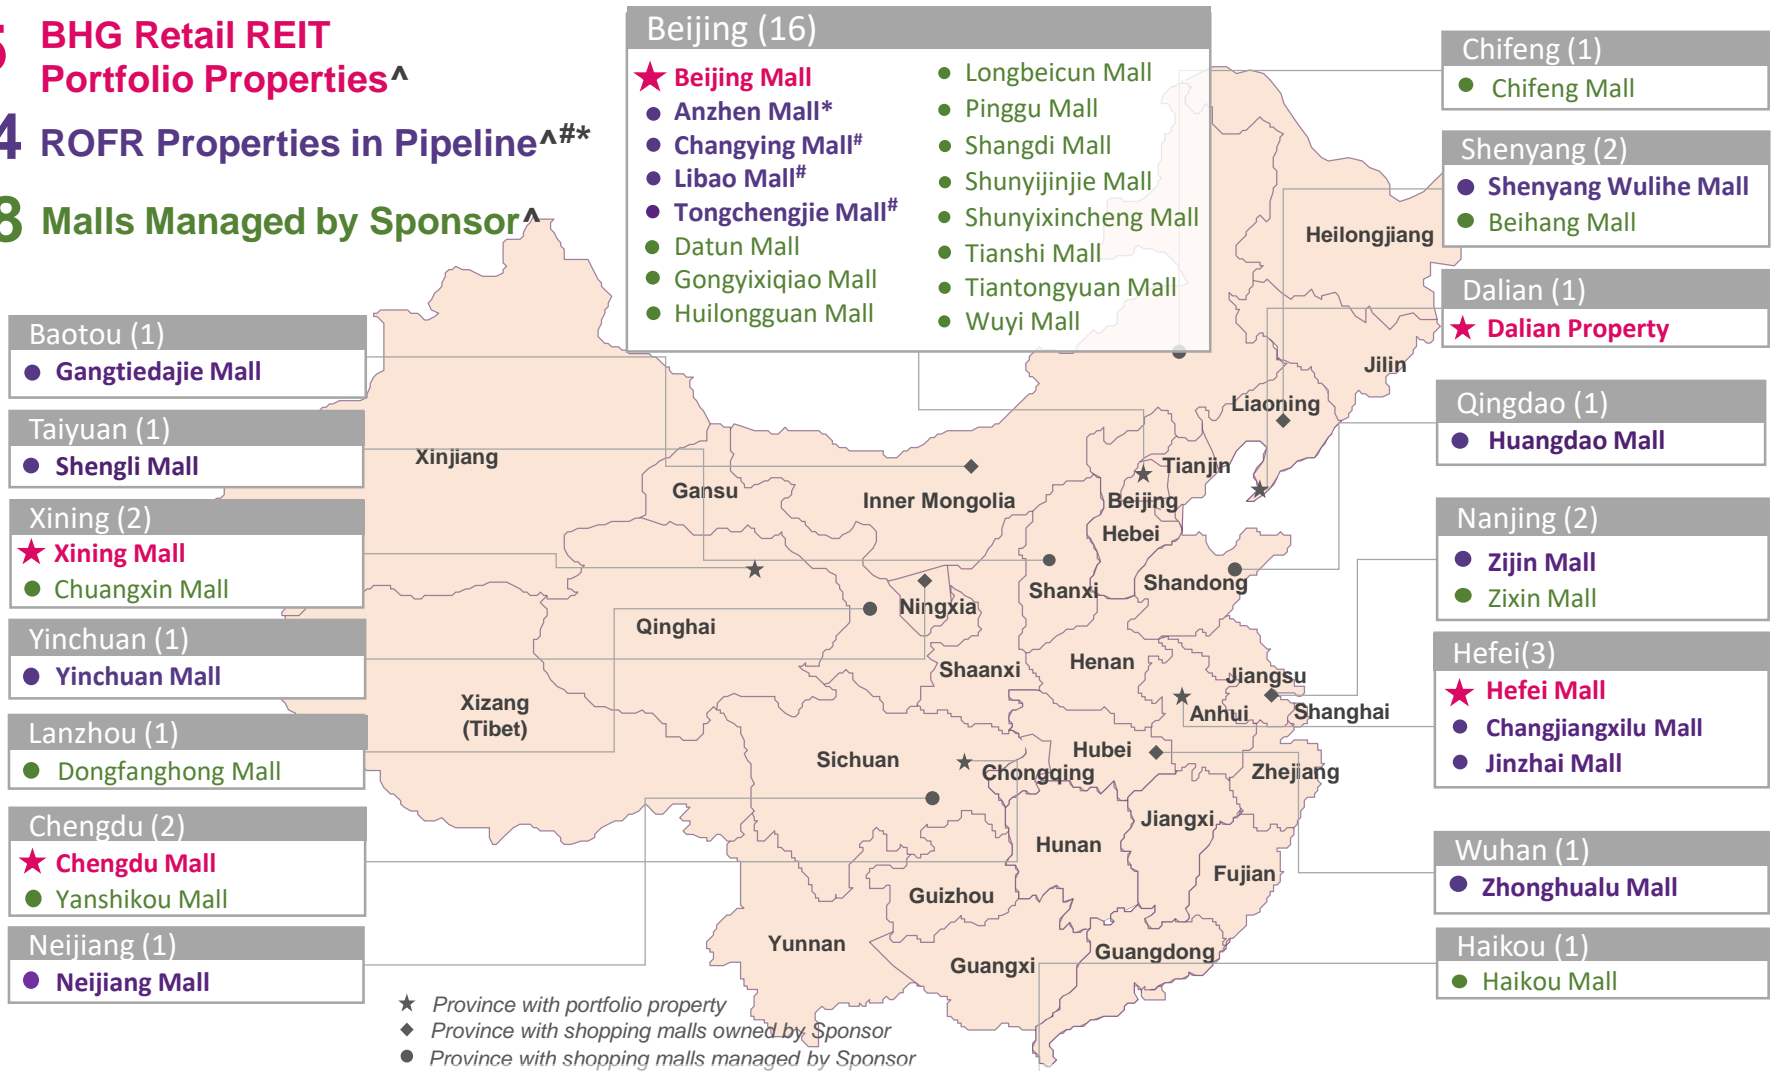 5 BHG Retail REIT
Portfolio Properties^
4 ROFR Properties in Pipeline^#*
8 Malls Managed by Sponsor^
Beijing (16)
Beijing Mall
Anzhen Mall*
Changying Mall#
Libao Mall#
Tongchengjie Mall#
Datun Mall
Gongyixiqiao Mall
Huilongguan Mall
Longbeicun Mall
Pinggu Mall
Shangdi Mall
Shunyijinjie Mall
Shunyixincheng Mall
Tianshi Mall
Tiantongyuan Mall
Wuyi Mall
Baotou (1)
Gangtiedajie Mall
Taiyuan (1)
Shengli Mall
Xining (2)
Xining Mall
Chuangxin Mall
Yinchuan (1)
Yinchuan Mall
Lanzhou (1)
Dongfanghong Mall
Chengdu (2)
Chengdu Mall
Yanshikou Mall
Neijiang (1)
Neijiang Mall
Chifeng (1)
Chifeng Mall
Shenyang (2)
Shenyang Wulihe Mall
Beihang Mall
Dalian (1)
Dalian Property
Qingdao (1)
Huangdao Mall
Nanjing (2)
Zijin Mall
Zixin Mall
Hefei(3)
Hefei Mall
Changjiangxilu Mall
Jinzhai Mall
Wuhan (1)
Zhonghualu Mall
Haikou (1)
Haikou Mall
Heilongjiang
Jilin
Liaoning
Xinjiang
Gansu
Inner Mongolia
Tianjin
Beijing
Hebei
Shanxi
Shandong
Ningxia
Qinghai
Shaanxi
Henan
Jiangsu
Xizang
(Tibet)
Anhui
Shanghai
Sichuan
Chongqing
Hubei
Zhejiang
Jiangxi
Hunan
Fujian
Guizhou
Yunnan
Guangxi
Guangdong
Province with portfolio property
Province with shopping malls owned by Sponsor
Province with shopping malls managed by Sponsor